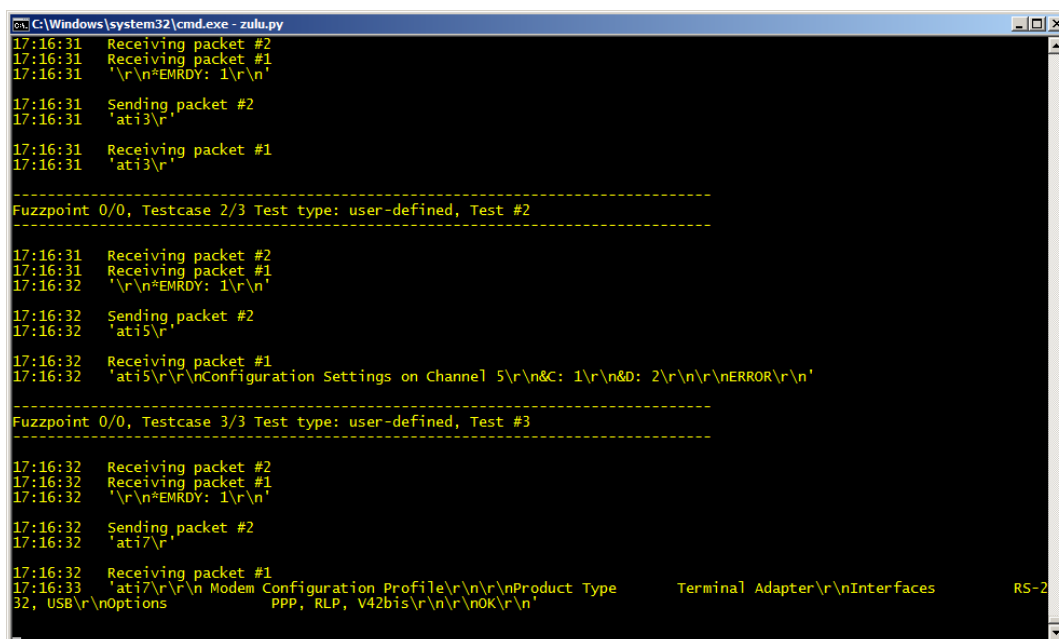 C:\Windows\system32\cmd.exe - zulu.py
17:16:31   Receiving packet #2
17:16:31   Receiving packet #1
17:16:31   '\r\n*EMRDY: 1\r\n'
17:16:31   Sending packet #2
17:16:31   'ati3\r'
17:16:31   Receiving packet #1
17:16:31   'ati3\r'
--------------------------------------------------------------------------------
Fuzzpoint 0/0, Testcase 2/3 Test type: user-defined, Test #2
--------------------------------------------------------------------------------
17:16:31   Receiving packet #2
17:16:31   Receiving packet #1
17:16:32   '\r\n*EMRDY: 1\r\n'
17:16:32   Sending packet #2
17:16:32   'ati5\r'
17:16:32   Receiving packet #1
17:16:32   'ati5\r\r\nConfiguration Settings on Channel 5\r\n&C: 1\r\n&D: 2\r\n\r\nERROR\r\n'
--------------------------------------------------------------------------------
Fuzzpoint 0/0, Testcase 3/3 Test type: user-defined, Test #3
--------------------------------------------------------------------------------
17:16:32   Receiving packet #2
17:16:32   Receiving packet #1
17:16:32   '\r\n*EMRDY: 1\r\n'
17:16:32   Sending packet #2
17:16:32   'ati7\r'
17:16:32   Receiving packet #1
17:16:33   'ati7\r\r\n Modem Configuration Profile\r\n\r\nProduct Type       Terminal Adapter\r\nInterfaces         RS-2
32, USB\r\nOptions            PPP, RLP, V42bis\r\n\r\nOK\r\n'